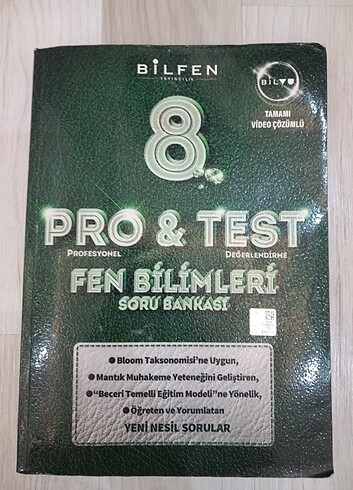 BİLFEN
YAYINCILIK
BİLVU
TAMAMI
VİDEO ÇÖZÜMLÜ
8
PRO & TEST
PROFESYONEL DEĞERLENDİRME
FEN BİLİMLERİ
SORU BANKASI
● Bloom Taksonomisi'ne Uygun,
● Mantık Muhakeme Yeteneğini Geliştiren,
● "Beceri Temelli Eğitim Modeli"ne Yönelik,
● Öğreten ve Yorumlatan
YENİ NESİL SORULAR